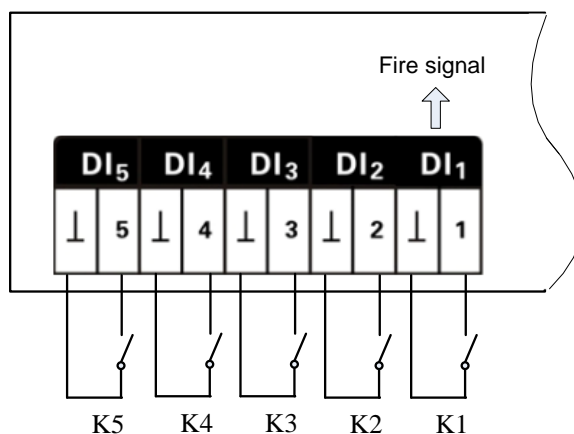 Fire signal
DI5 DI4 DI3 DI2 DI1
⊥ 5 ⊥ 4 ⊥ 3 ⊥ 2 ⊥ 1
K5 K4 K3 K2 K1